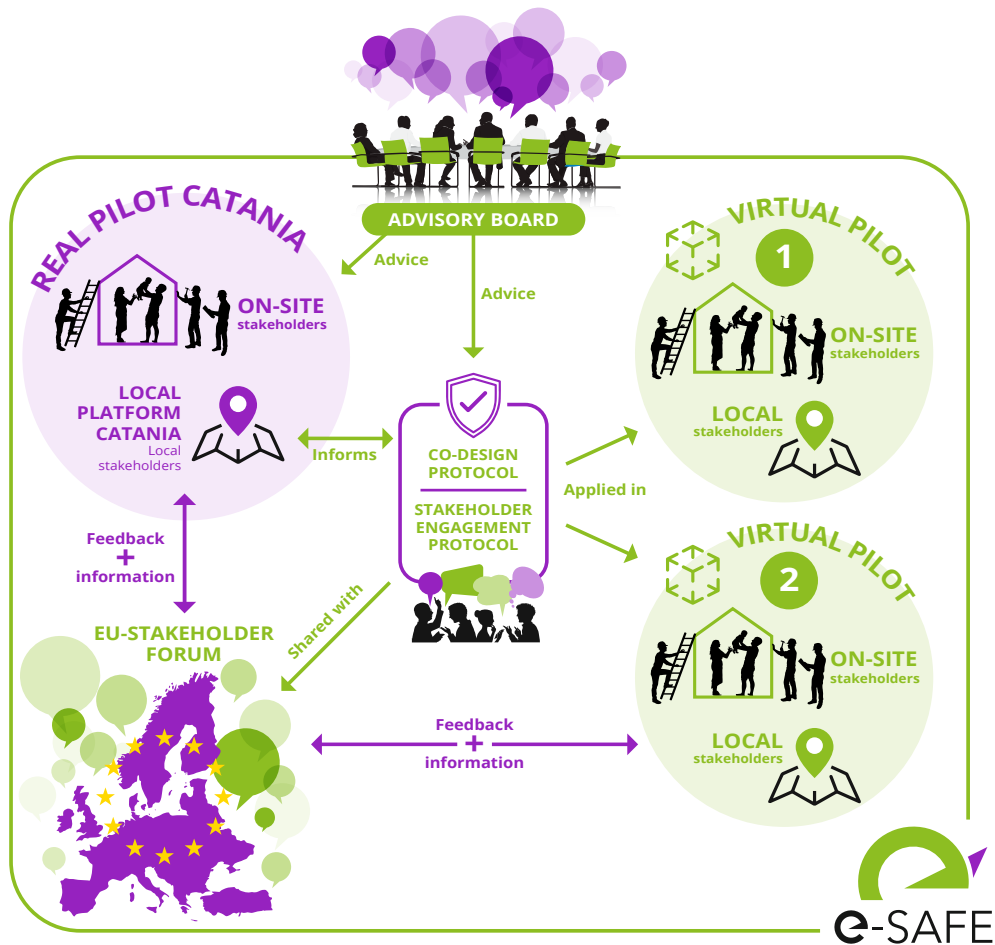 ADVISORY BOARD
REAL PILOT CATANIA
Advice
Advice
ON-SITE
stakeholders
LOCAL
PLATFORM
CATANIA
Local
stakeholders
Informs
CO-DESIGN
PROTOCOL
STAKEHOLDER
ENGAGEMENT
PROTOCOL
Applied in
VIRTUAL PILOT
1
ON-SITE
stakeholders
LOCAL
stakeholders
VIRTUAL PILOT
2
ON-SITE
stakeholders
LOCAL
stakeholders
Feedback
+
information
Shared with
EU-STAKEHOLDER
FORUM
Feedback
+
information
e-SAFE